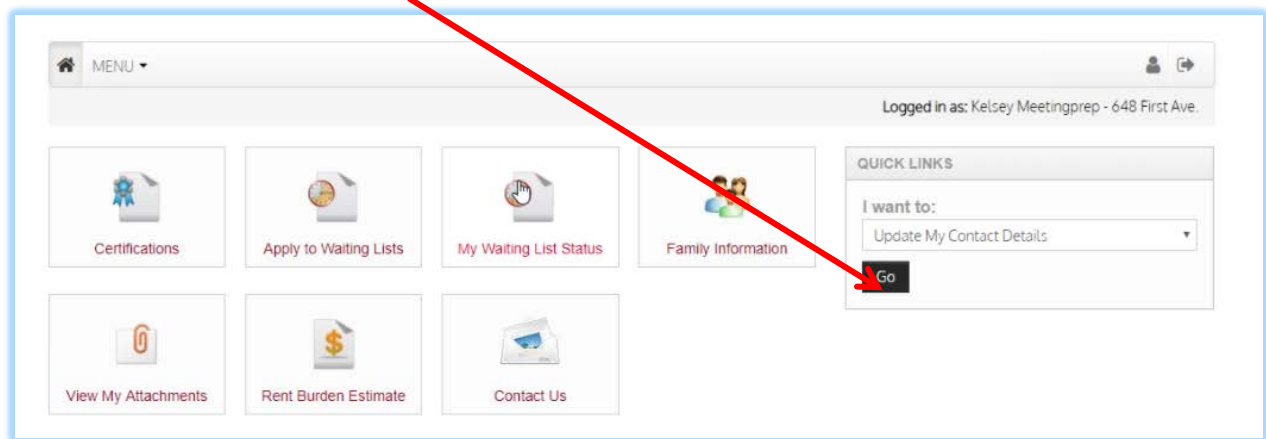 MENU
Logged in as: Kelsey Meetingprep - 648 First Ave.
Certifications
Apply to Waiting Lists
My Waiting List Status
Family Information
QUICK LINKS
I want to:
Update My Contact Details
Go
View My Attachments
Rent Burden Estimate
Contact Us